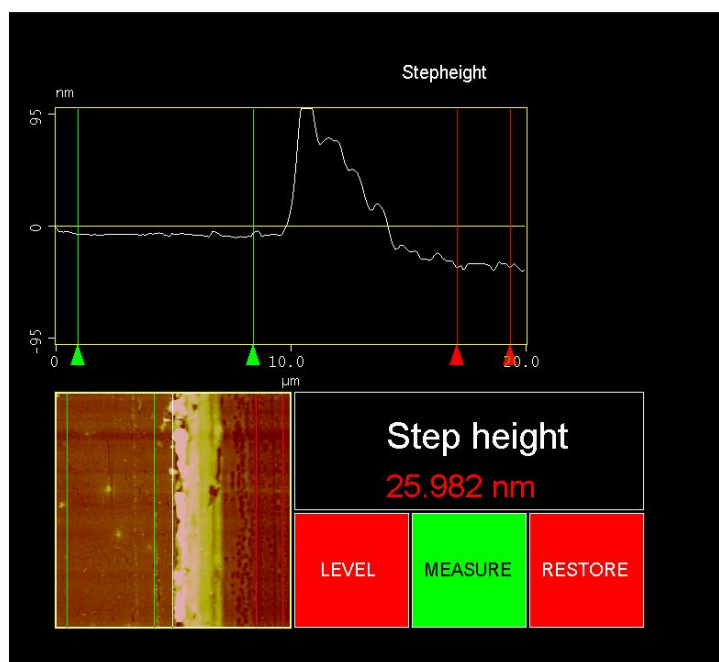 Stepheight
nm
95
0
-95
0 10.0 20.0
µm
Step height
25.982 nm
LEVEL MEASURE RESTORE